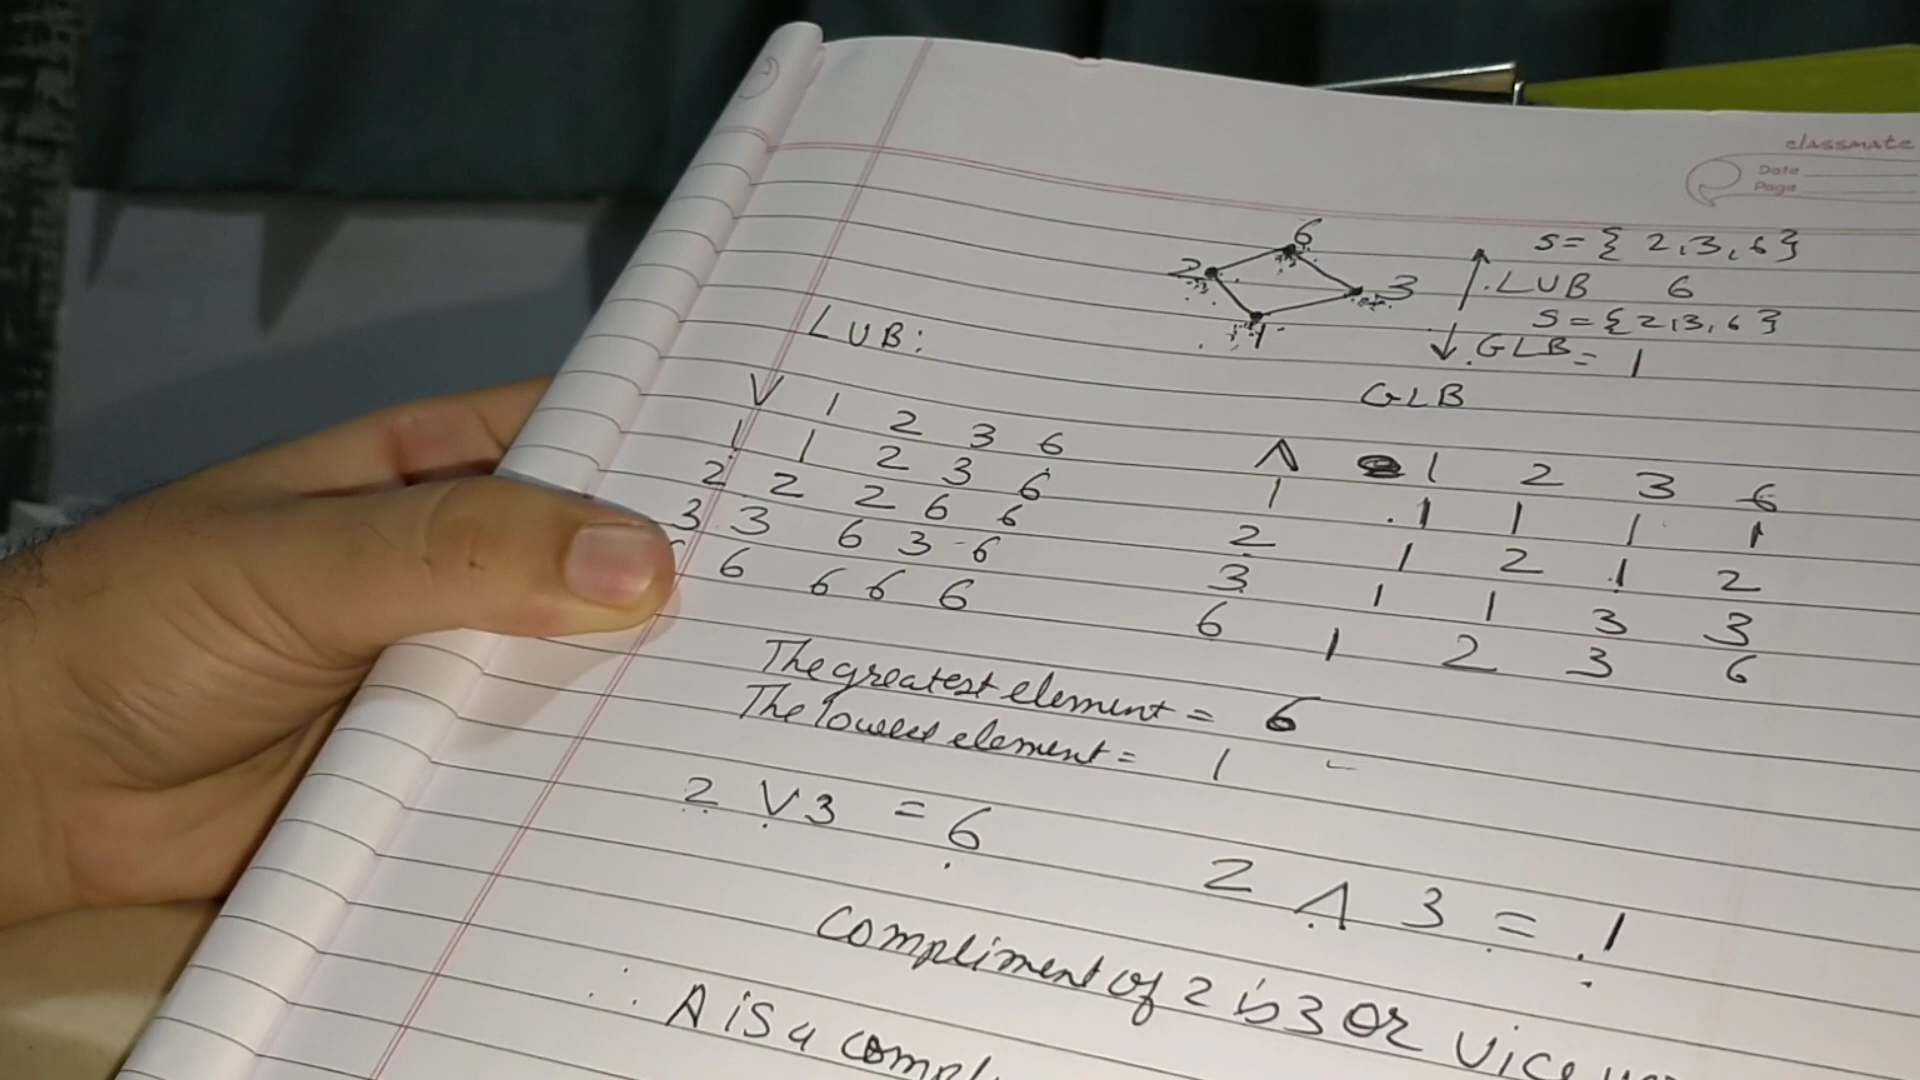 classmate
Date
Page
6
2
3
1
S = { 2, 3, 6 }
LUB 6
S = { 2, 3, 6 }
GLB = 1
LUB:
V 1 2 3 6
1 1 2 3 6
2 2 2 6 6
3 3 6 3 6
6 6 6 6
GLB
Λ 1 2 3 6
1 1 1 1 1
2 1 2 1 2
3 1 1 3 3
6 1 2 3 6
The greatest element = 6
The lowest element = 1
2 V 3 = 6
2 Λ 3 = 1
Compliment of 2 is 3 or vice
∴ A is a compl